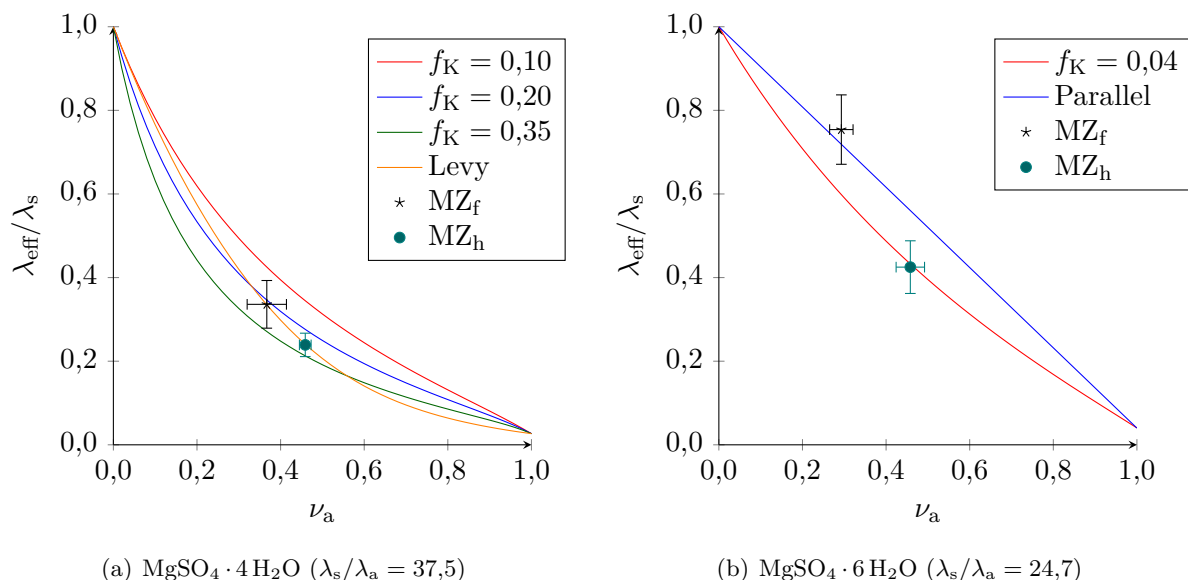 1,0
0,8
0,6
0,4
0,2
0,0
λeff/λs
0,0 0,2 0,4 0,6 0,8 1,0
νa
fK = 0,10
fK = 0,20
fK = 0,35
Levy
MZf
MZh
(a) MgSO4 · 4 H2O (λs/λa = 37,5)
1,0
0,8
0,6
0,4
0,2
0,0
λeff/λs
0,0 0,2 0,4 0,6 0,8 1,0
νa
fK = 0,04
Parallel
MZf
MZh
(b) MgSO4 · 6 H2O (λs/λa = 24,7)